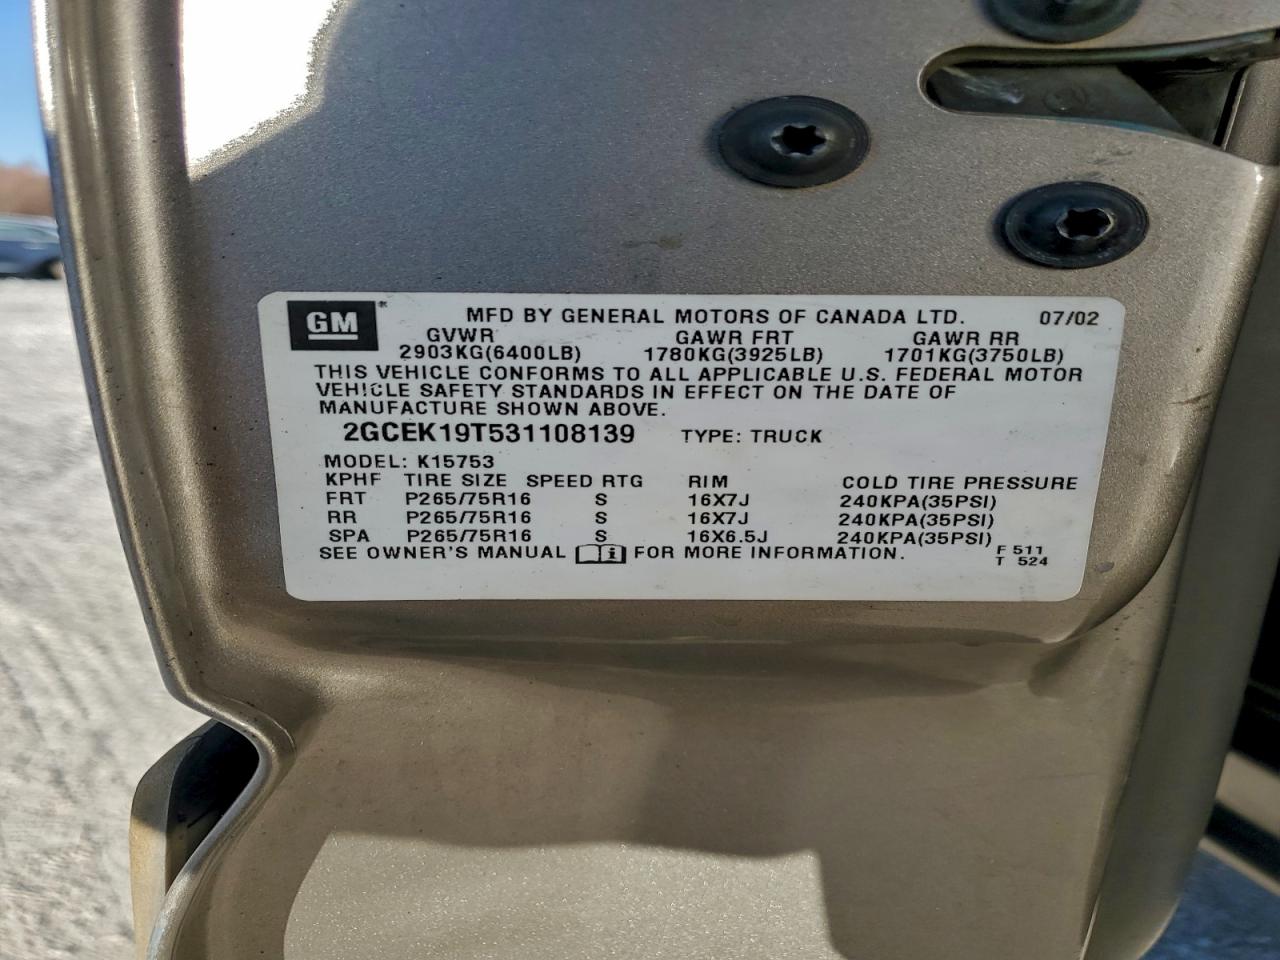 GM ® MFD BY GENERAL MOTORS OF CANADA LTD. 07/02
GVWR GAWR FRT GAWR RR
2903KG(6400LB) 1780KG(3925LB) 1701KG(3750LB)
THIS VEHICLE CONFORMS TO ALL APPLICABLE U.S. FEDERAL MOTOR
VEHICLE SAFETY STANDARDS IN EFFECT ON THE DATE OF
MANUFACTURE SHOWN ABOVE.
2GCEK19T531108139 TYPE: TRUCK
MODEL: K15753
KPHF TIRE SIZE SPEED RTG RIM COLD TIRE PRESSURE
FRT P265/75R16 S 16X7J 240KPA(35PSI)
RR P265/75R16 S 16X7J 240KPA(35PSI)
SPA P265/75R16 S 16X6.5J 240KPA(35PSI)
SEE OWNER'S MANUAL i FOR MORE INFORMATION. F 511
T 524